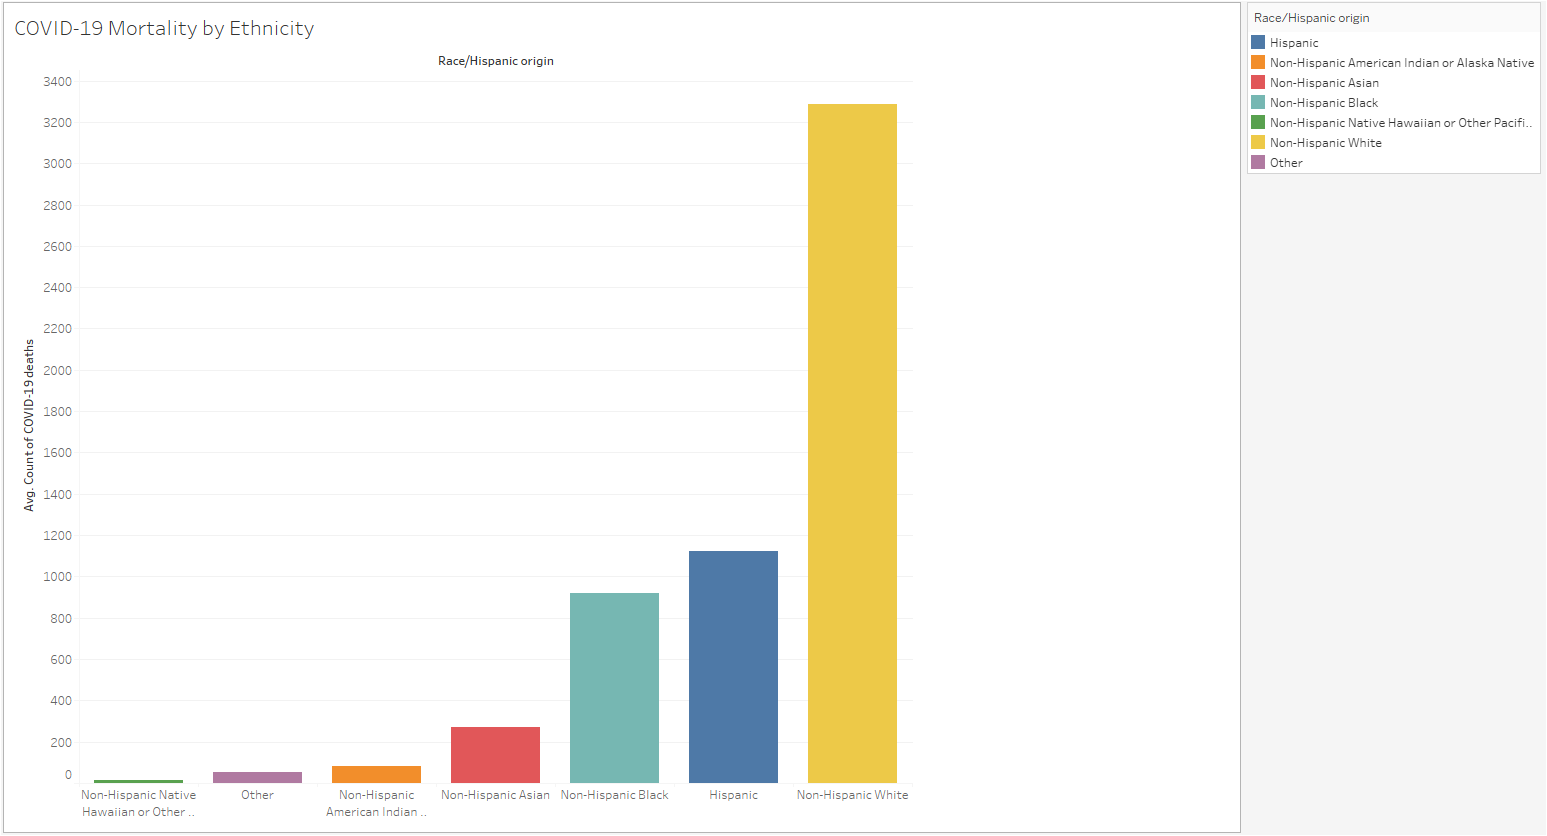 COVID-19 Mortality by Ethnicity
Race/Hispanic origin
3400
3200
3000
2800
2600
2400
2200
2000
1800
1600
1400
1200
1000
800
600
400
200
0
Avg. Count of COVID-19 deaths
Non-Hispanic Native
Hawaiian or Other ..
Other
Non-Hispanic
American Indian ..
Non-Hispanic Asian
Non-Hispanic Black
Hispanic
Non-Hispanic White
Race/Hispanic origin
Hispanic
Non-Hispanic American Indian or Alaska Native
Non-Hispanic Asian
Non-Hispanic Black
Non-Hispanic Native Hawaiian or Other Pacifi..
Non-Hispanic White
Other